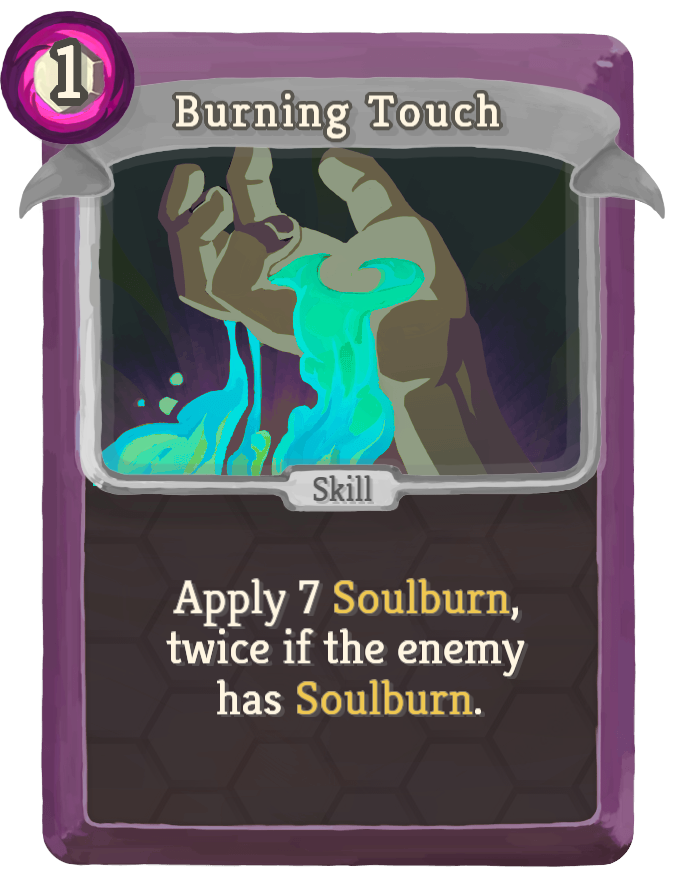 1
Burning Touch
Skill
Apply 7 Soulburn,
twice if the enemy
has Soulburn.